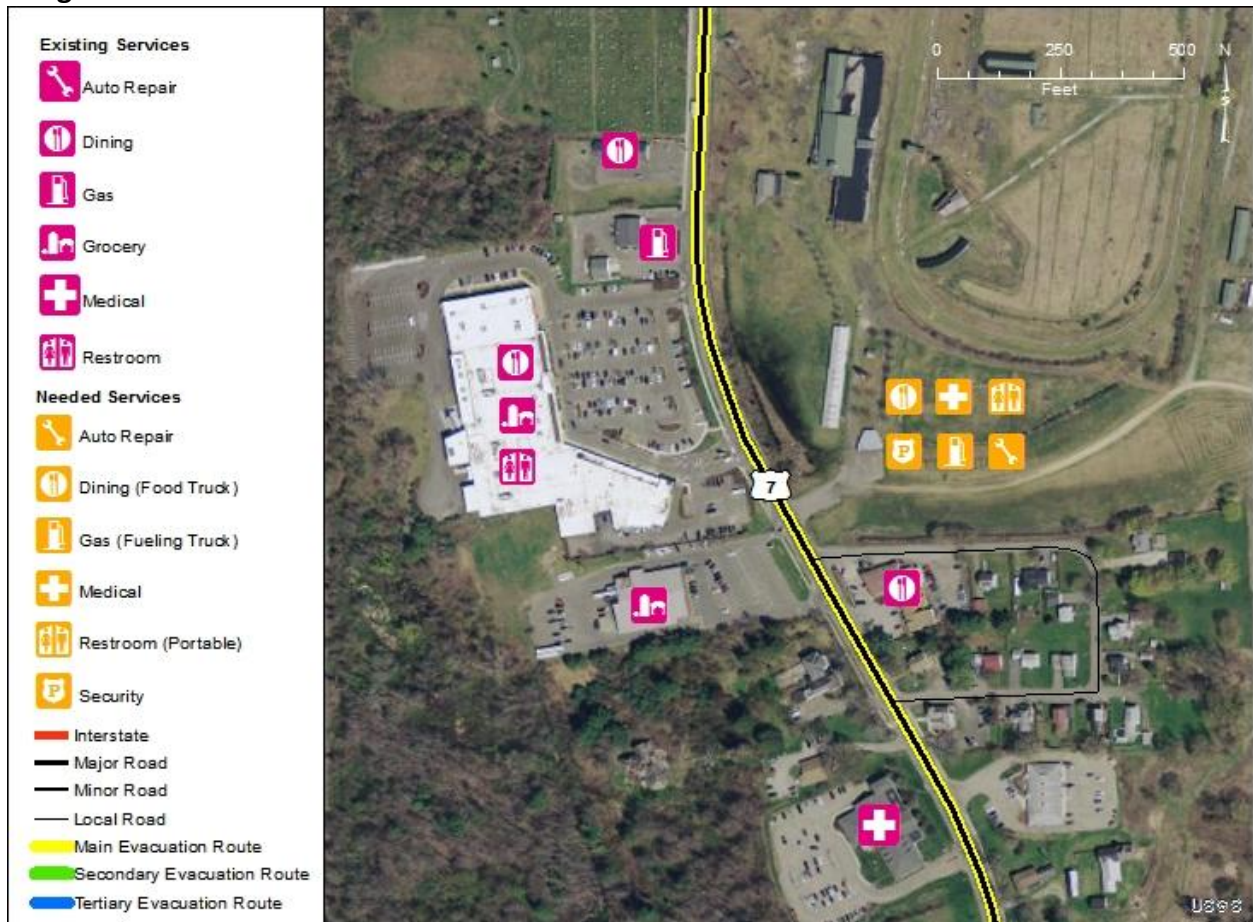 Existing Services
Auto Repair
Dining
Gas
Grocery
Medical
Restroom
Needed Services
Auto Repair
Dining (Food Truck)
Gas (Fueling Truck)
Medical
Restroom (Portable)
P
Security
Interstate
Major Road
Minor Road
Local Road
Main Evacuation Route
Secondary Evacuation Route
Tertiary Evacuation Route
0 250 500
Feet
N
S
P
7
USGS